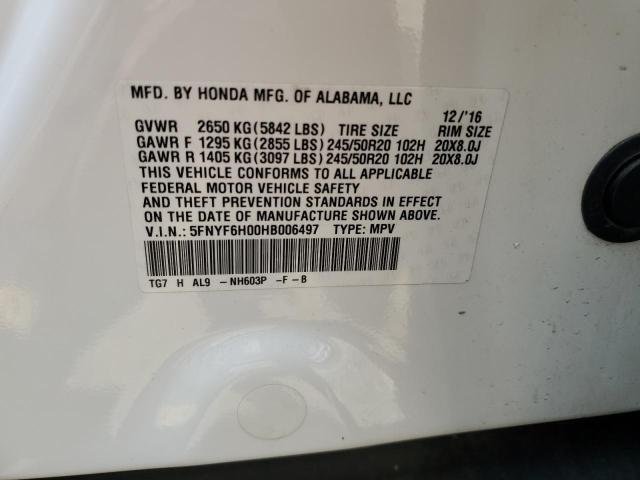 MFD. BY HONDA MFG. OF ALABAMA, LLC
12/'16
GVWR 2650 KG(5842 LBS) TIRE SIZE RIM SIZE
GAWR F 1295 KG(2855 LBS)245/50R20 102H 20X8.0J
GAWR R 1405 KG(3097 LBS)245/50R20 102H 20X8.0J
THIS VEHICLE CONFORMS TO ALL APPLICABLE
FEDERAL MOTOR VEHICLE SAFETY
AND THEFT PREVENTION STANDARDS IN EFFECT
ON THE DATE OF MANUFACTURE SHOWN ABOVE.
V.I.N.: 5FNYF6H00HB006497 TYPE: MPV
TG7 H AL9 -NH603P -F-B